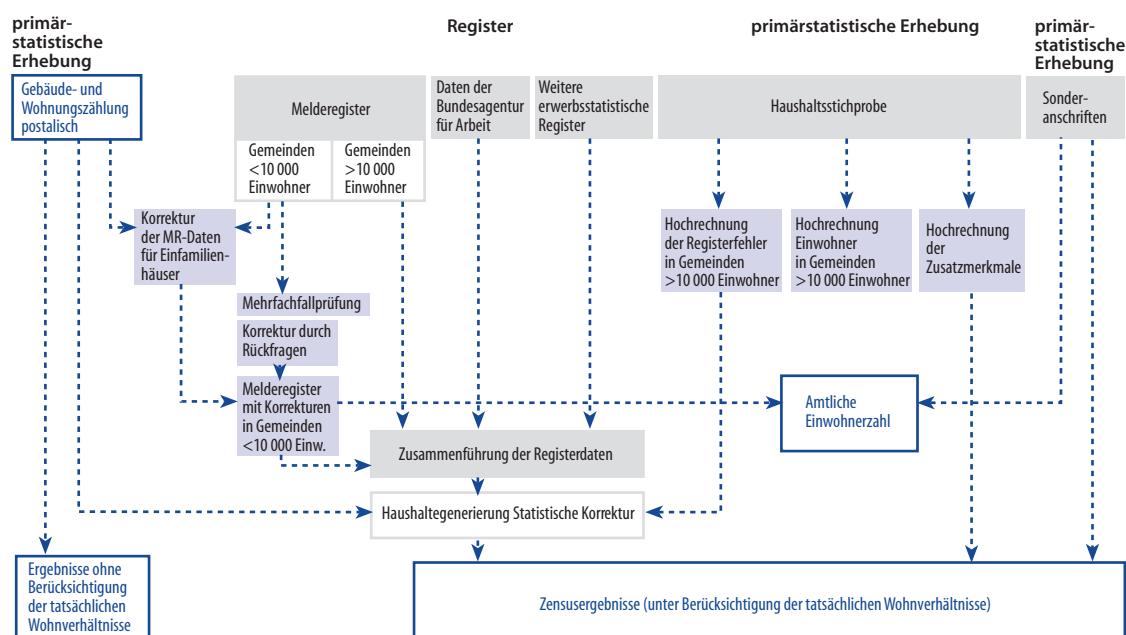 primär-
statistische
Erhebung
Register
primärstatistische Erhebung
primär-
statistische
Erhebung
Gebäude- und
Wohnungszählung
postalisch
Melderegister
Daten der
Bundesagentur
für Arbeit
Weitere
erwerbsstatistische
Register
Haushaltsstichprobe
Sonder-
anschriften
Gemeinden
<10 000
Einwohner
Gemeinden
>10 000
Einwohner
Korrektur
der MR-Daten
für Einfamilien-
häuser
Hochrechnung
der Registerfehler
in Gemeinden
>10 000 Einwohner
Hochrechnung
Einwohner
in Gemeinden
>10 000 Einwohner
Hochrechnung
der
Zusatzmerkmale
Mehrfachfallprüfung
Korrektur durch
Rückfragen
Melderegister
mit Korrekturen
in Gemeinden
<10 000 Einw.
Amtliche
Einwohnerzahl
Zusammenführung der Registerdaten
Haushaltegenerierung Statistische Korrektur
Ergebnisse ohne
Berücksichtigung
der tatsächlichen
Wohnverhältnisse
Zensusergebnisse (unter Berücksichtigung der tatsächlichen Wohnverhältnisse)